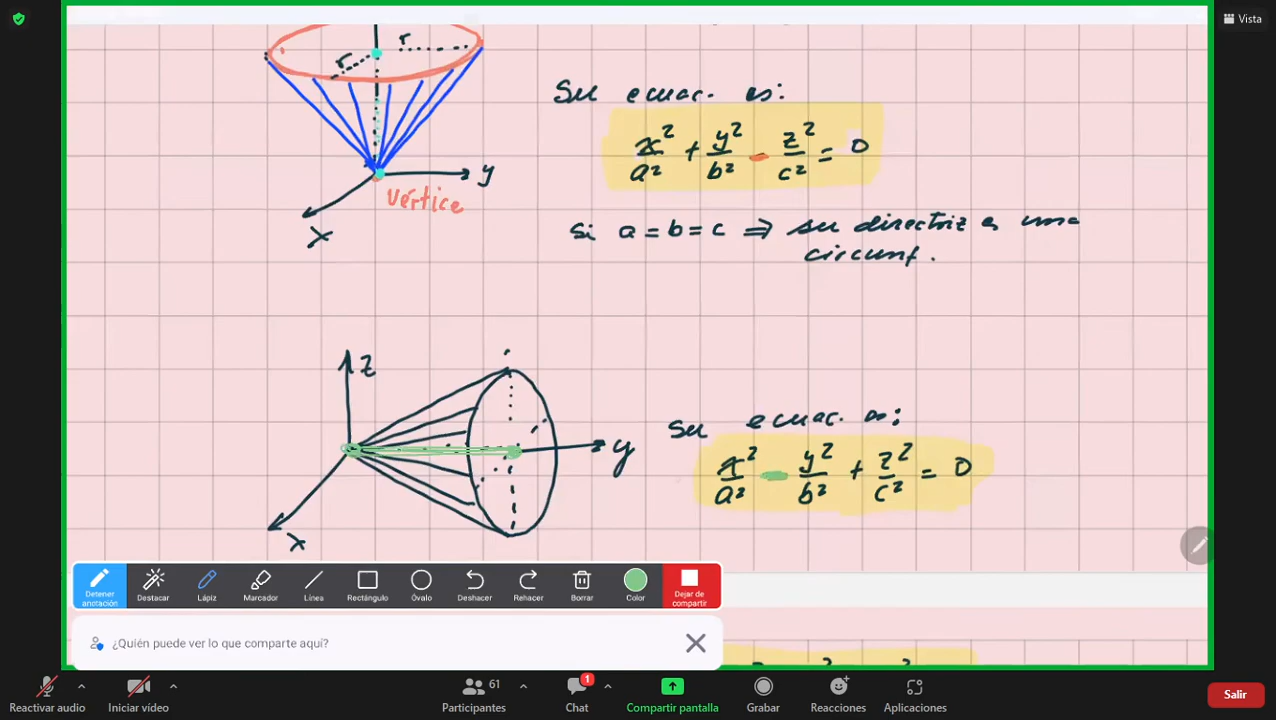 Vista
r
r
Su ecuac. es:
x²/a² + y²/b² - z²/c² = 0
y
vértice
Si a = b = c ⇒ su directriz es una
circunf.
x
z
Su ecuac. es:
y
x²/a² - y²/b² + z²/c² = 0
x
Detener anotación
Destacar
Lápiz
Marcador
Línea
Rectángulo
Óvalo
Deshacer
Rehacer
Borrar
Color
Dejar de compartir
¿Quién puede ver lo que comparte aquí?
61
1
Reactivar audio
Iniciar vídeo
Participantes
Chat
Compartir pantalla
Grabar
Reacciones
Aplicaciones
Salir